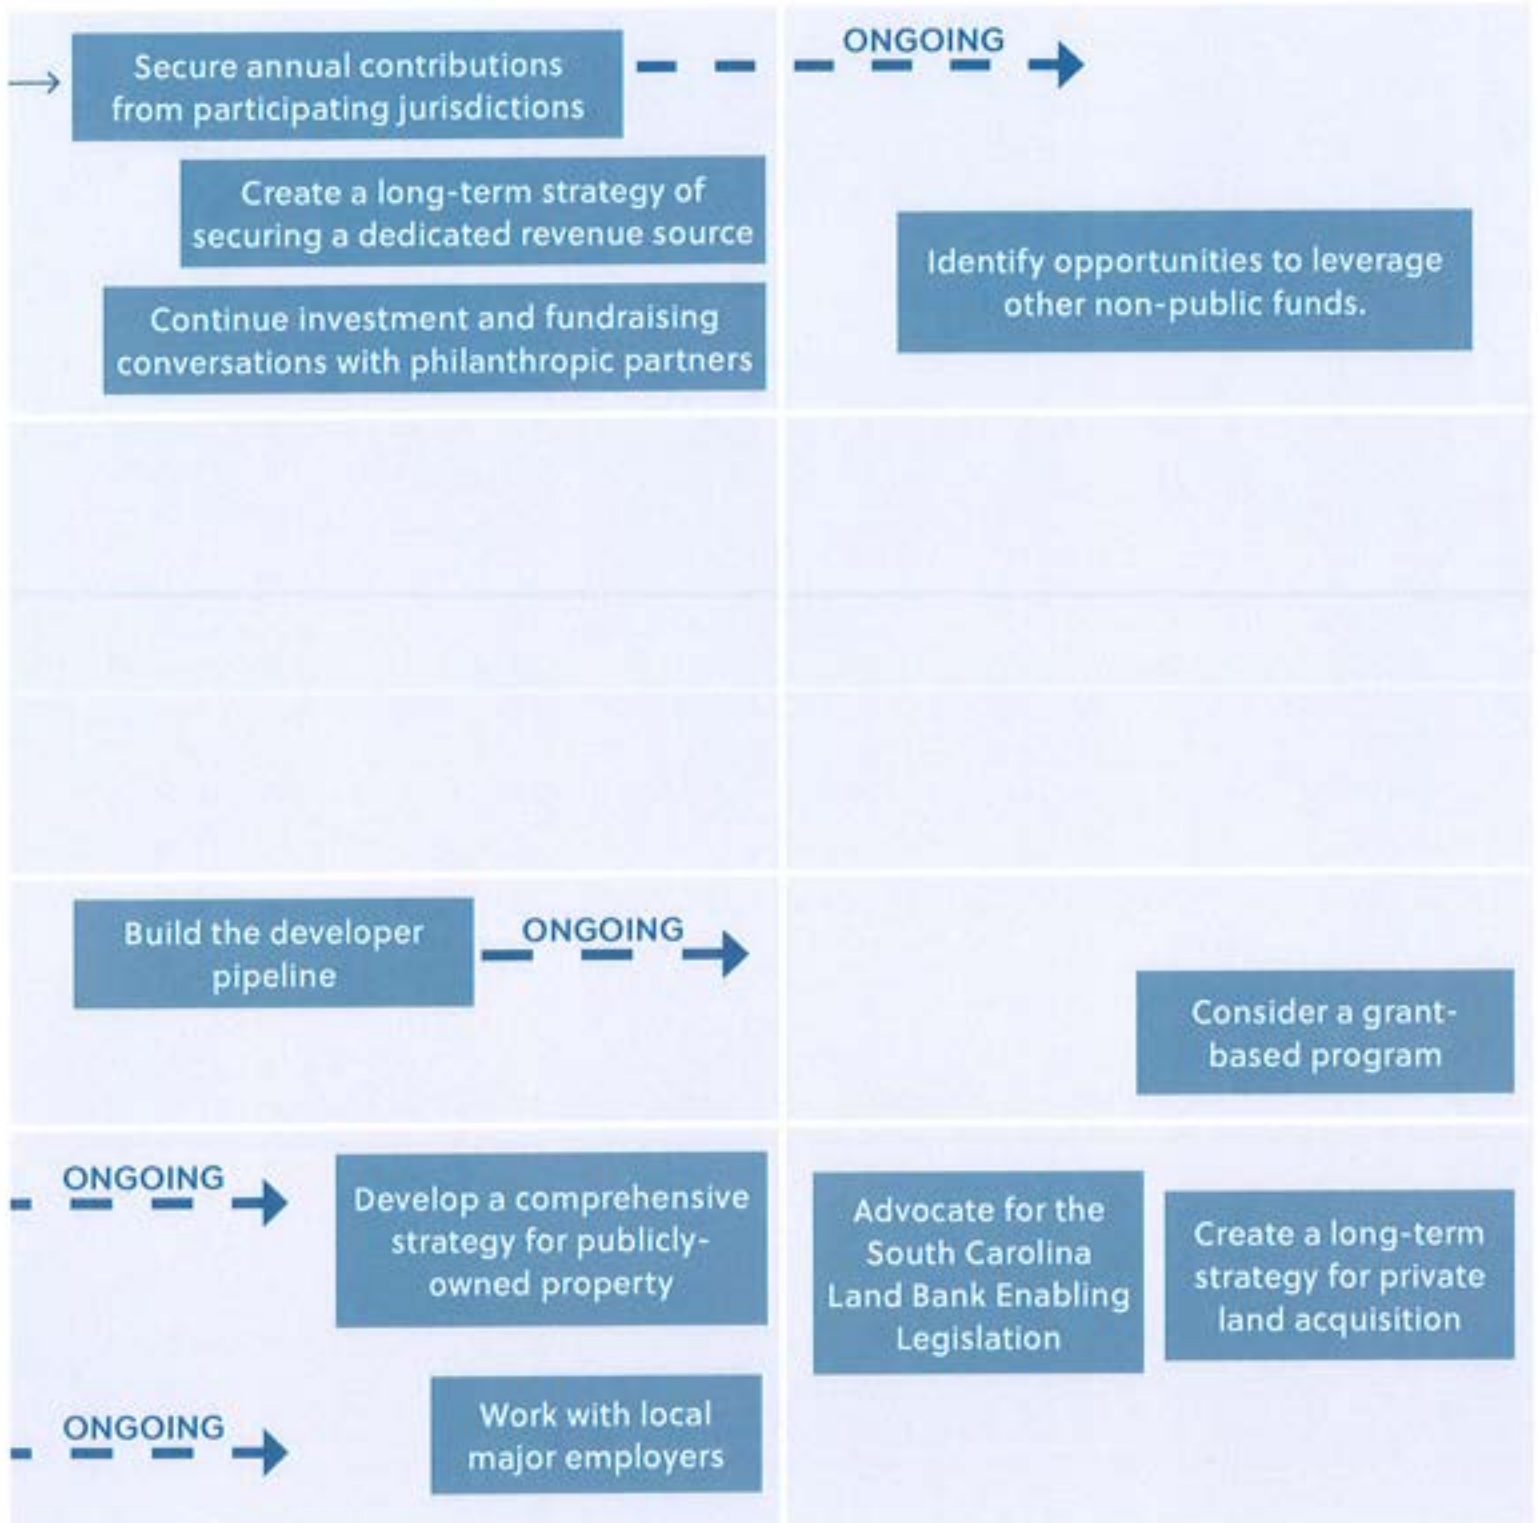 Secure annual contributions
from participating jurisdictions
ONGOING
Create a long-term strategy of
securing a dedicated revenue source
Identify opportunities to leverage
other non-public funds.
Continue investment and fundraising
conversations with philanthropic partners
Build the developer
pipeline
ONGOING
Consider a grant-
based program
ONGOING
Develop a comprehensive
strategy for publicly-
owned property
Advocate for the
South Carolina
Land Bank Enabling
Legislation
Create a long-term
strategy for private
land acquisition
ONGOING
Work with local
major employers